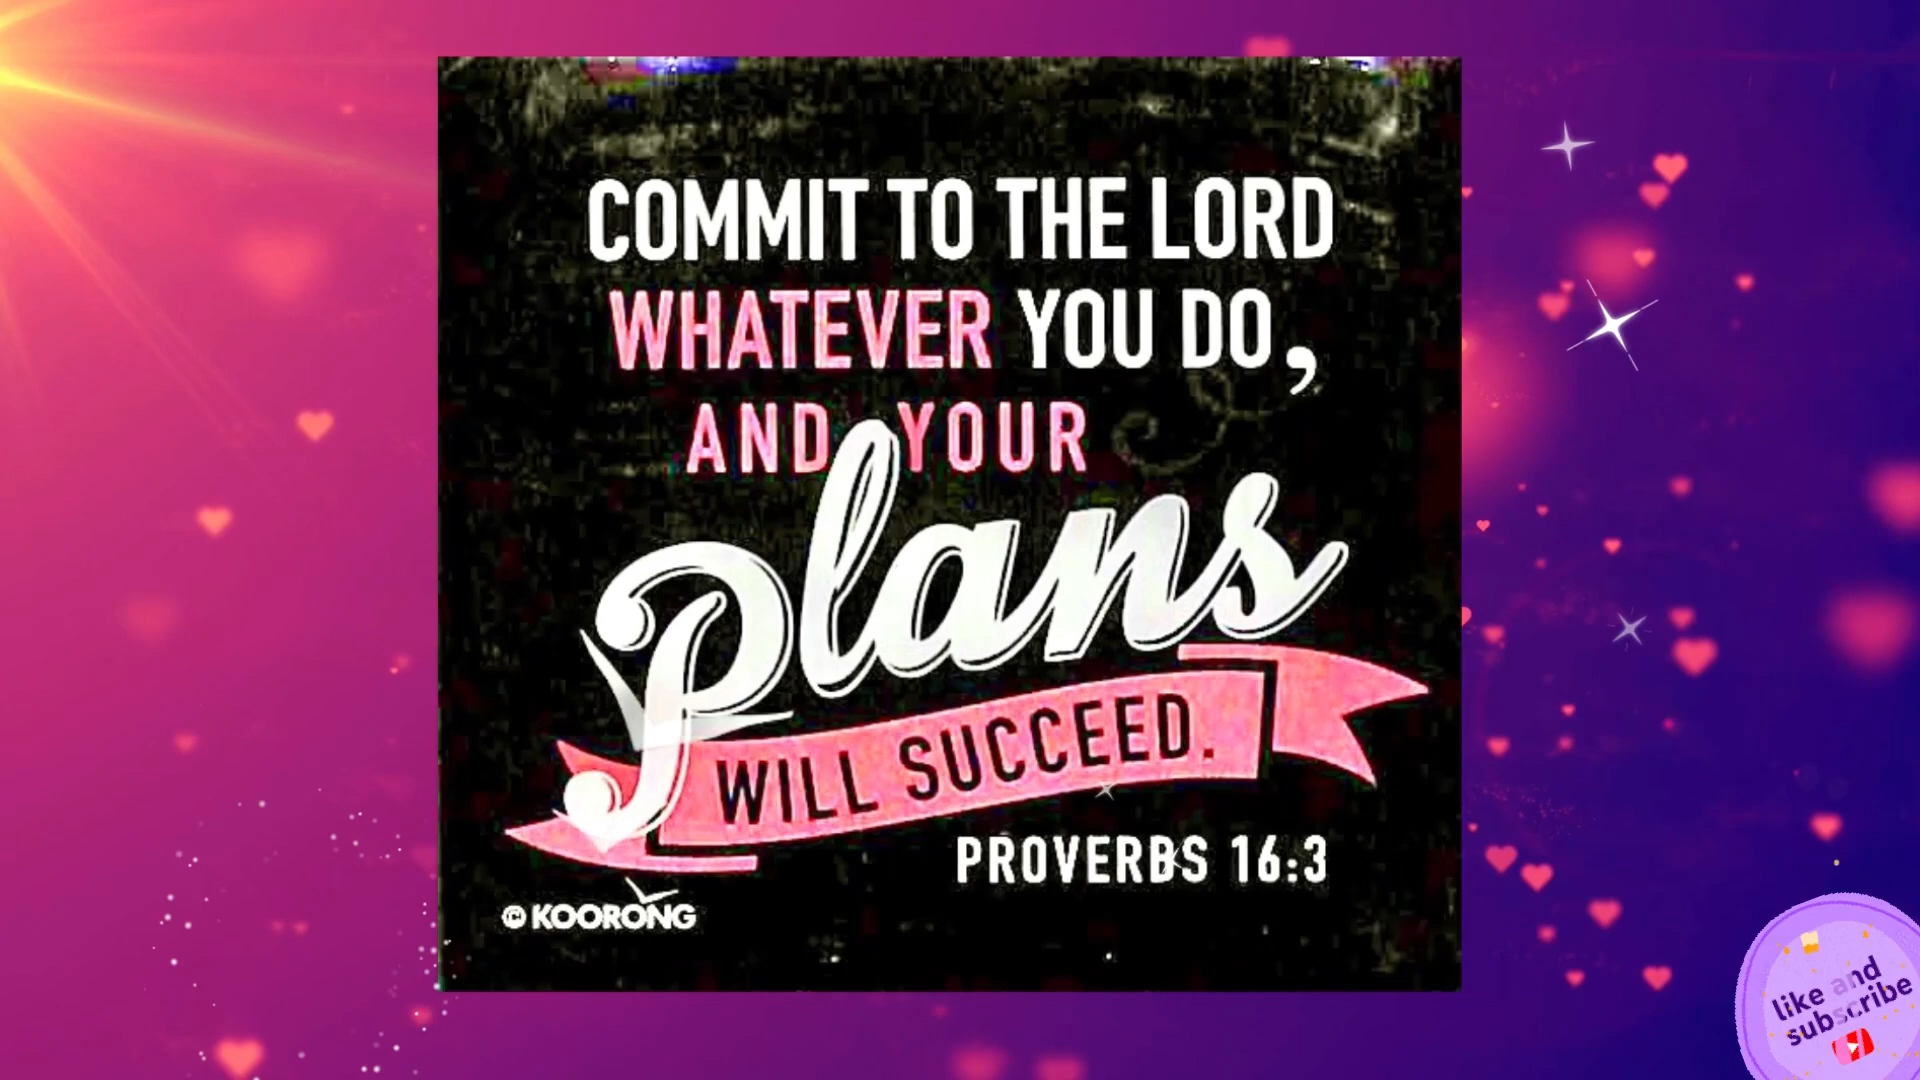 COMMIT TO THE LORD
WHATEVER YOU DO,
AND YOUR
Plans
WILL SUCCEED.
PROVERBS 16:3
© KOORONG
like and
subscribe